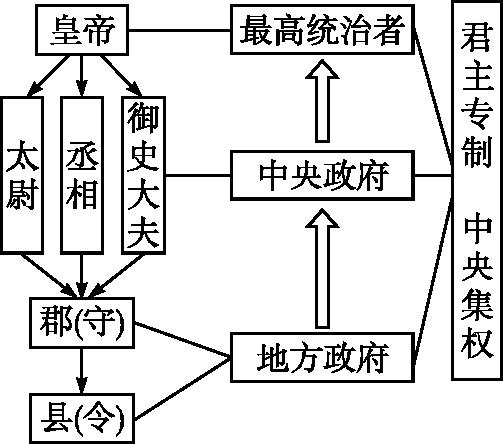 皇帝
最高统治者
太尉
丞相
御史大夫
中央政府
君主专制 中央集权
郡(守)
地方政府
县(令)